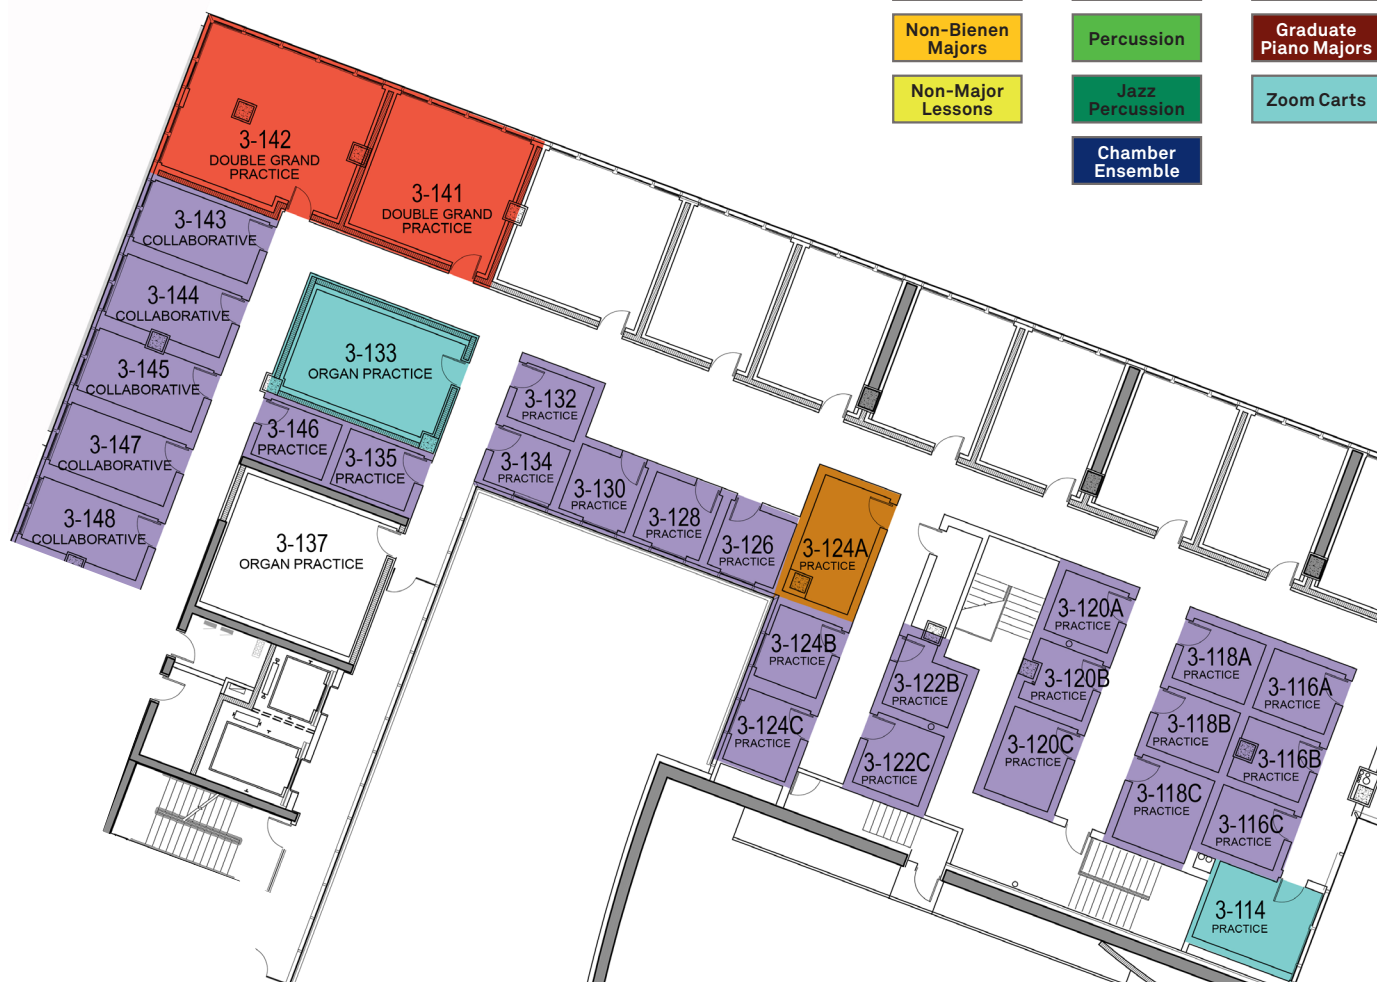 Non-Bienen
Majors
Percussion
Graduate
Piano Majors
Non-Major
Lessons
Jazz
Percussion
Zoom Carts
Chamber
Ensemble
3-142
DOUBLE GRAND
PRACTICE
3-141
DOUBLE GRAND
PRACTICE
3-143
COLLABORATIVE
3-144
COLLABORATIVE
3-145
COLLABORATIVE
3-147
COLLABORATIVE
3-148
COLLABORATIVE
3-133
ORGAN PRACTICE
3-146
PRACTICE
3-135
PRACTICE
3-137
ORGAN PRACTICE
3-132
PRACTICE
3-134
PRACTICE
3-130
PRACTICE
3-128
PRACTICE
3-126
PRACTICE
3-124A
PRACTICE
3-124B
PRACTICE
3-124C
PRACTICE
3-122B
PRACTICE
3-122C
PRACTICE
3-120A
PRACTICE
3-120B
PRACTICE
3-120C
PRACTICE
3-118A
PRACTICE
3-116A
PRACTICE
3-118B
PRACTICE
3-116B
PRACTICE
3-118C
PRACTICE
3-116C
PRACTICE
3-114
PRACTICE